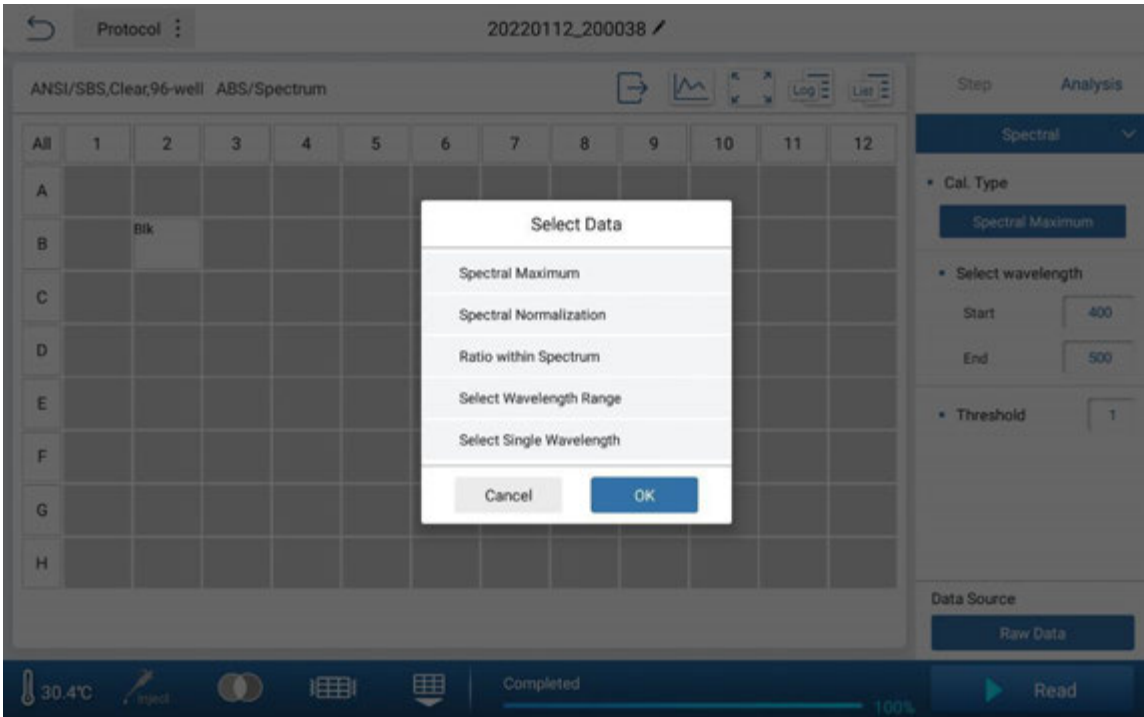 Protocol
20220112_200038
ANSI/SBS,Clear,96-well ABS/Spectrum
Log
List
Step Analysis
All 1 2 3 4 5 6 7 8 9 10 11 12
A
B
Blk
C
D
E
F
G
H
Select Data
Spectral Maximum
Spectral Normalization
Ratio within Spectrum
Select Wavelength Range
Select Single Wavelength
Cancel OK
Spectral
• Cal. Type
Spectral Maximum
• Select wavelength
Start 400
End 500
• Threshold 1
Data Source
Raw Data
30.4℃
Inject
Completed
100%
Read